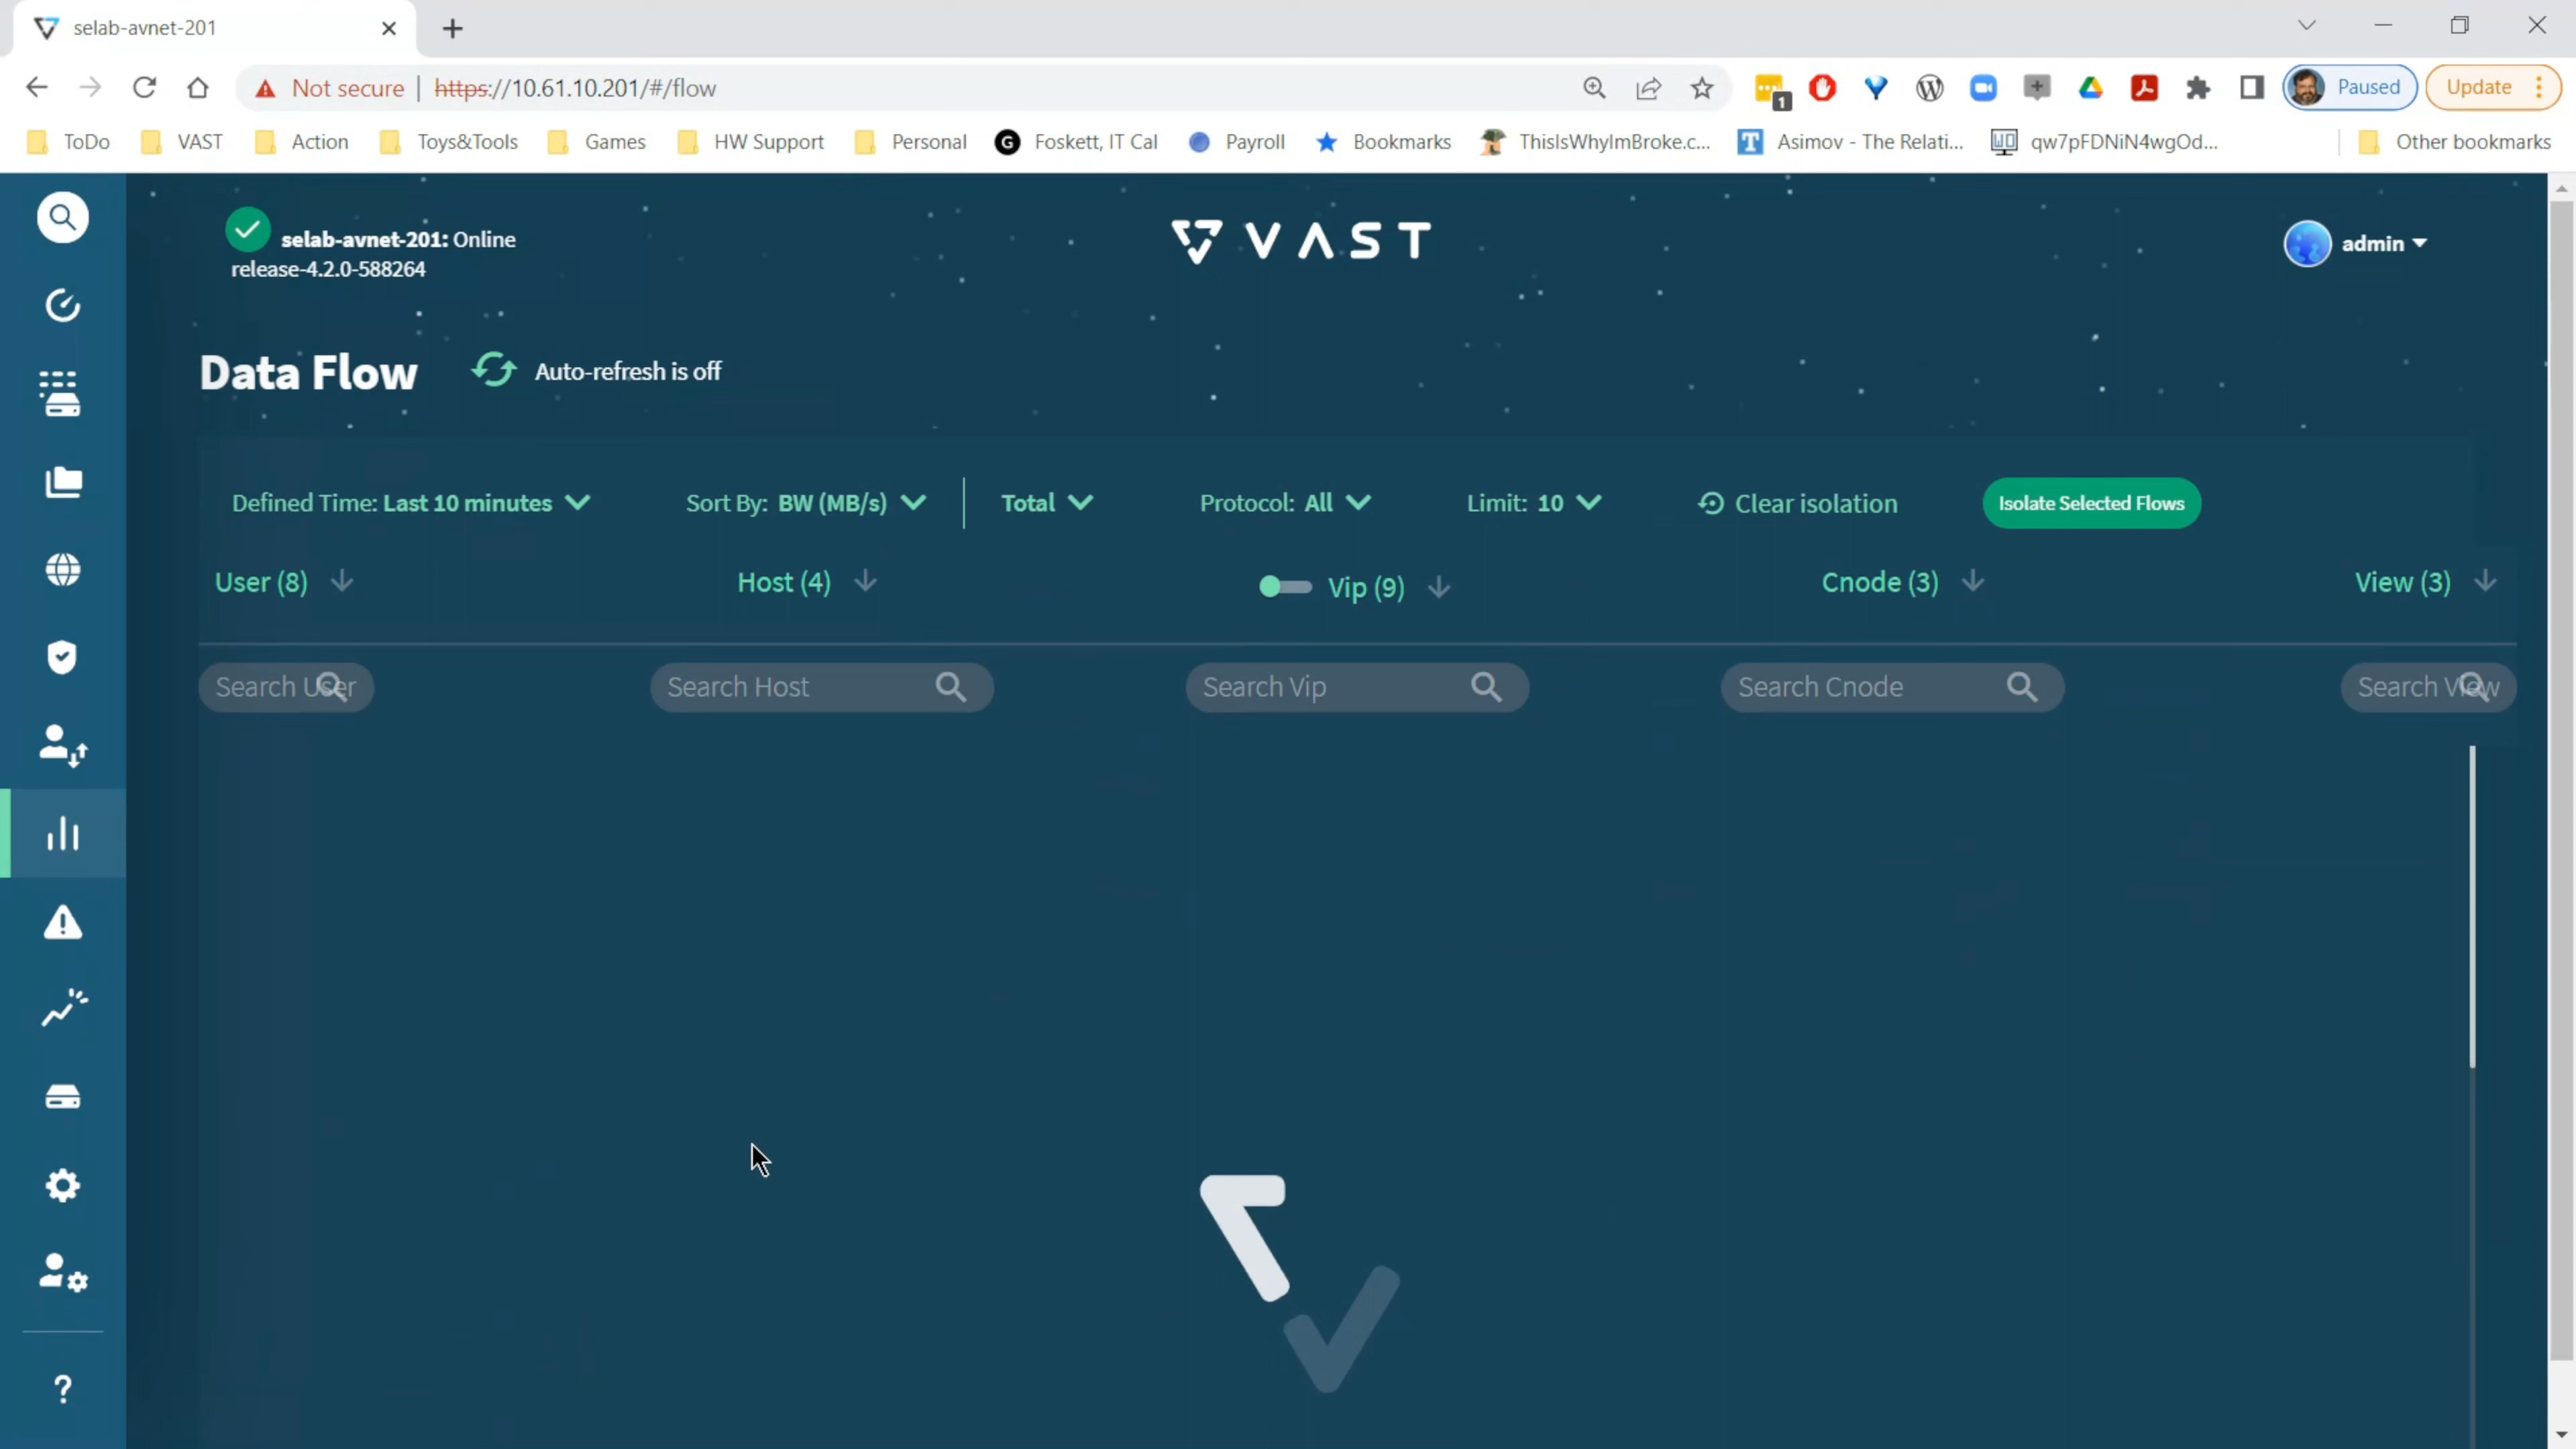 selab-avnet-201
Not secure | https://10.61.10.201/#/flow
1
Paused
Update
ToDo
VAST
Action
Toys&Tools
Games
HW Support
Personal
G Foskett, IT Cal
Payroll
Bookmarks
ThisIsWhyImBroke.c...
T Asimov - The Relati...
qw7pFDNiN4wgOd...
Other bookmarks
selab-avnet-201: Online
release-4.2.0-588264
VAST
admin
Data Flow
Auto-refresh is off
Defined Time: Last 10 minutes
Sort By: BW (MB/s)
Total
Protocol: All
Limit: 10
Clear isolation
Isolate Selected Flows
User (8)
Host (4)
Vip (9)
Cnode (3)
View (3)
Search User
Search Host
Search Vip
Search Cnode
Search View
?